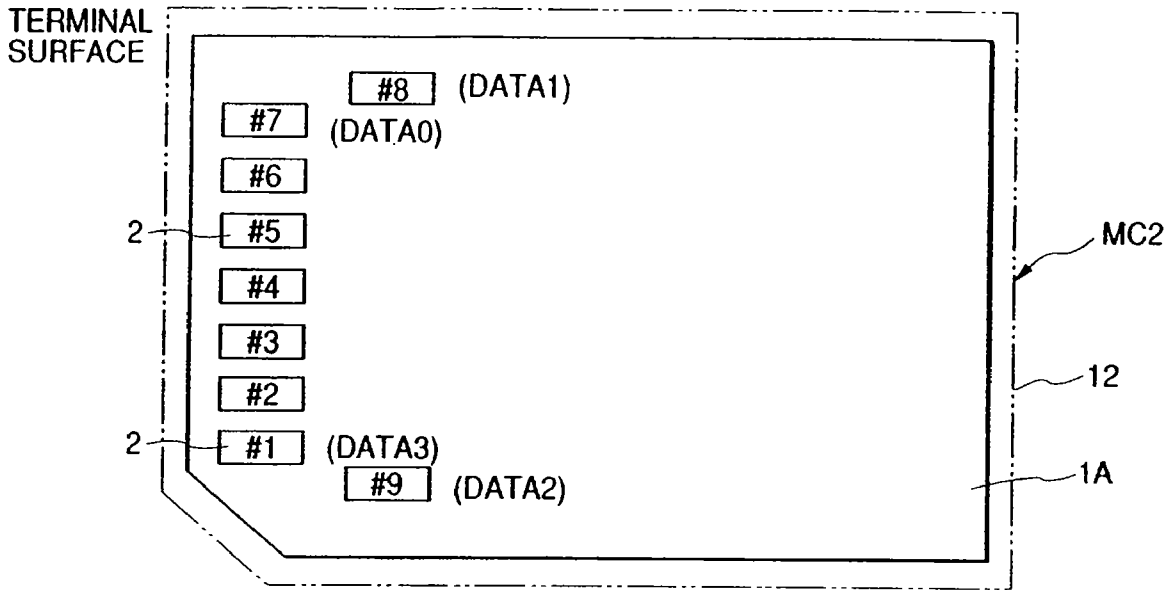 TERMINAL
SURFACE
#8 (DATA1)
#7 (DATA0)
#6
2 #5
MC2
#4
#3
12
#2
2 #1 (DATA3)
1A
#9 (DATA2)